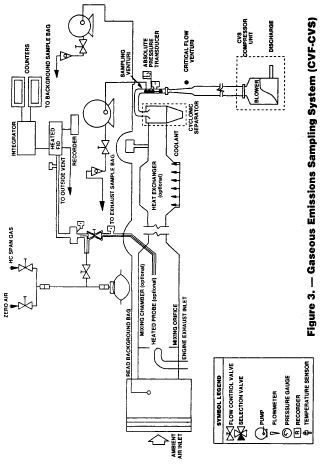 COUNTERS
TO BACKGROUND SAMPLE BAG
INTEGRATOR
HEATED
FID
RECORDER
TO OUTSIDE VENT
HC SPAN GAS
ZERO AIR
TO EXHAUST SAMPLE BAG
SAMPLING
VENTURI
ABSOLUTE
PRESSURE
TRANSDUCER
CRITICAL FLOW
VENTURI
CVS
COMPRESSOR
UNIT
DISCHARGE
BLOWER
CYCLONIC
SEPARATOR
COOLANT
HEAT EXCHANGER
(optional)
READ BACKGROUND BAG
MIXING CHAMBER (optional)
HEATED PROBE (optional)
MIXING ORIFICE
ENGINE EXHAUST INLET
AMBIENT
AIR INLET
SYMBOL LEGEND
FLOW CONTROL VALVE
SELECTION VALVE
PUMP
FLOWMETER
PRESSURE GAUGE
R RECORDER
TEMPERATURE SENSOR
Figure 3. — Gaseous Emissions Sampling System (CVF-CVS)